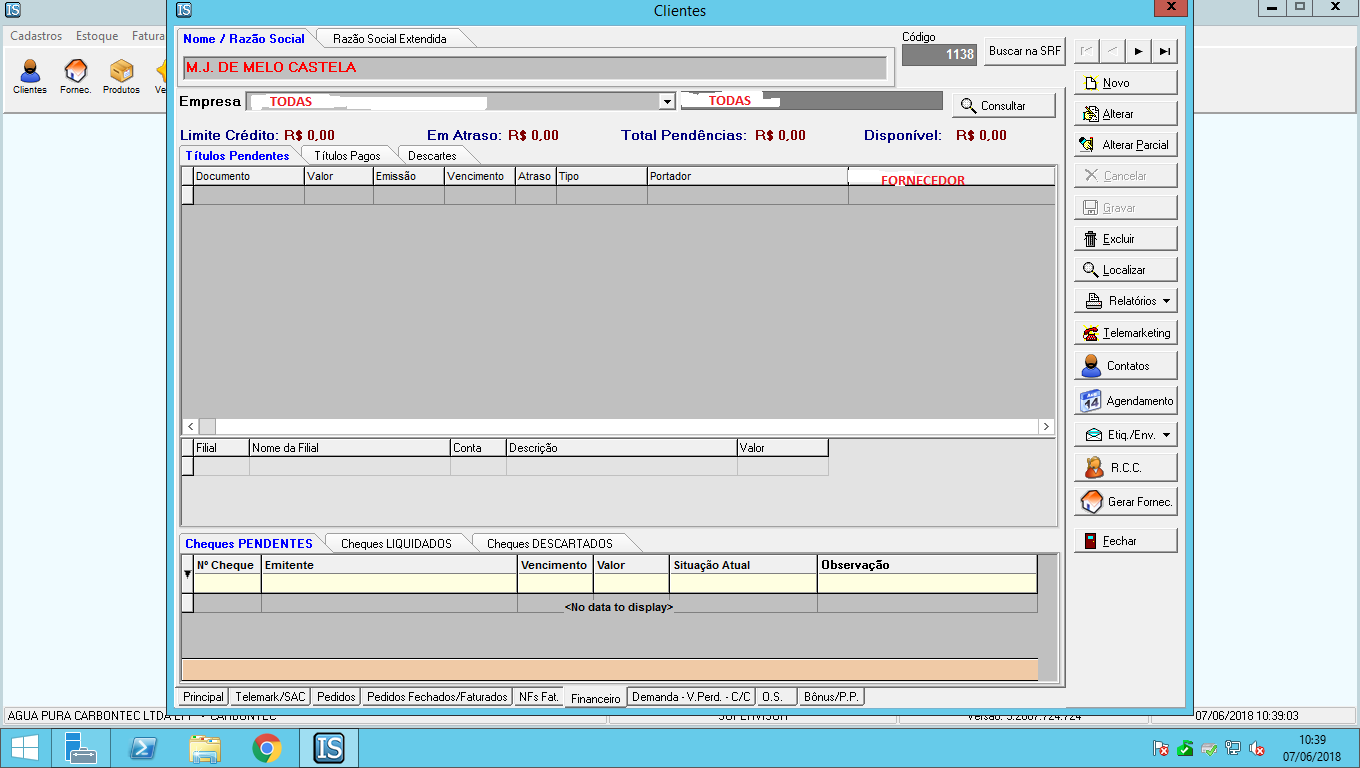 IS
Clientes
X
Cadastros Estoque Fatura
Nome / Razão Social
Razão Social Extendida
Código
1138
Buscar na SRF
M.J. DE MELO CASTELA
Clientes
Fornec.
Produtos
Empresa
TODAS
TODAS
Consultar
Limite Crédito: R$ 0,00
Em Atraso: R$ 0,00
Total Pendências: R$ 0,00
Disponível: R$ 0,00
Títulos Pendentes
Títulos Pagos
Descartes
Documento Valor Emissão Vencimento Atraso Tipo Portador
FORNECEDOR
Filial Nome da Filial Conta Descrição Valor
Cheques PENDENTES
Cheques LIQUIDADOS
Cheques DESCARTADOS
Nº Cheque Emitente Vencimento Valor Situação Atual Observação
<No data to display>
Principal Telemark/SAC Pedidos Pedidos Fechados/Faturados NFs Fat. Financeiro Demanda - V.Perd. - C/C O.S. Bônus/P.P.
Novo
Alterar
Alterar Parcial
Cancelar
Gravar
Excluir
Localizar
Relatórios
Telemarketing
Contatos
14
Agendamento
Etiq./Env.
R.C.C.
Gerar Fornec.
Fechar
AGUA PURA CARBONTEC LTDA EPP - CARBONTEC
SUPERVISOR
07/06/2018 10:39:03
IS
10:39
07/06/2018